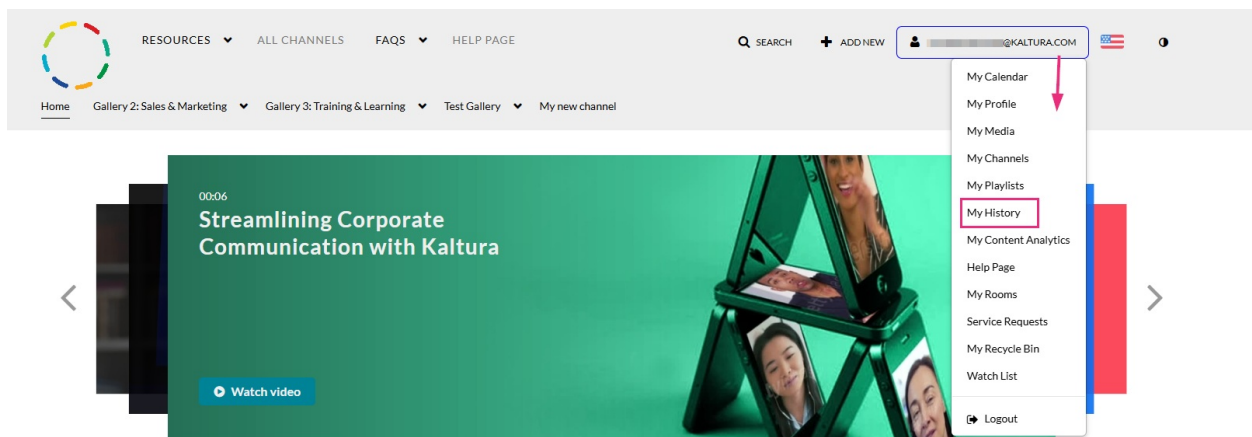 RESOURCES ALL CHANNELS FAQS HELP PAGE SEARCH ADD NEW @KALTURA.COM
Home Gallery 2: Sales & Marketing Gallery 3: Training & Learning Test Gallery My new channel
My Calendar
My Profile
My Media
My Channels
My Playlists
My History
My Content Analytics
Help Page
My Rooms
Service Requests
My Recycle Bin
Watch List
Logout
00:06
Streamlining Corporate
Communication with Kaltura
Watch video